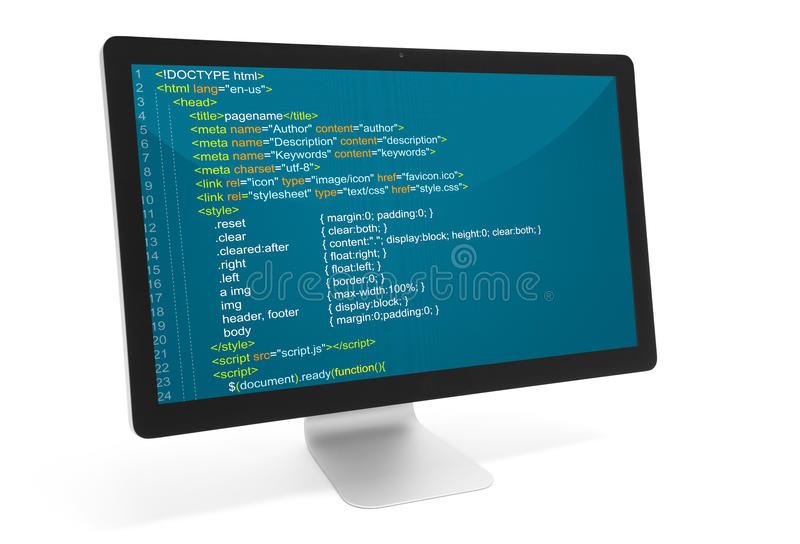 1 <!DOCTYPE html>
2 <html lang="en-us">
3 <head>
4 <title>pagename</title>
5 <meta name="Author" content="author">
6 <meta name="Description" content="description">
7 <meta name="Keywords" content="keywords">
8 <meta charset="utf-8">
9 <link rel="icon" type="image/icon" href="favicon.ico">
10 <link rel="stylesheet" type="text/css" href="style.css">
11 <style>
12 .reset { margin:0; padding:0; }
13 .clear { clear:both; }
14 .cleared:after { content:"."; display:block; height:0; clear:both; }
15 .right { float:right; }
16 .left { float:left; }
17 a img { border:0; }
18 img { max-width:100%; }
19 header, footer { display:block; }
20 body { margin:0;padding:0; }
21 </style>
22 <script src="script.js"></script>
23 <script>
24 $(document).ready(function(){
dreamstime